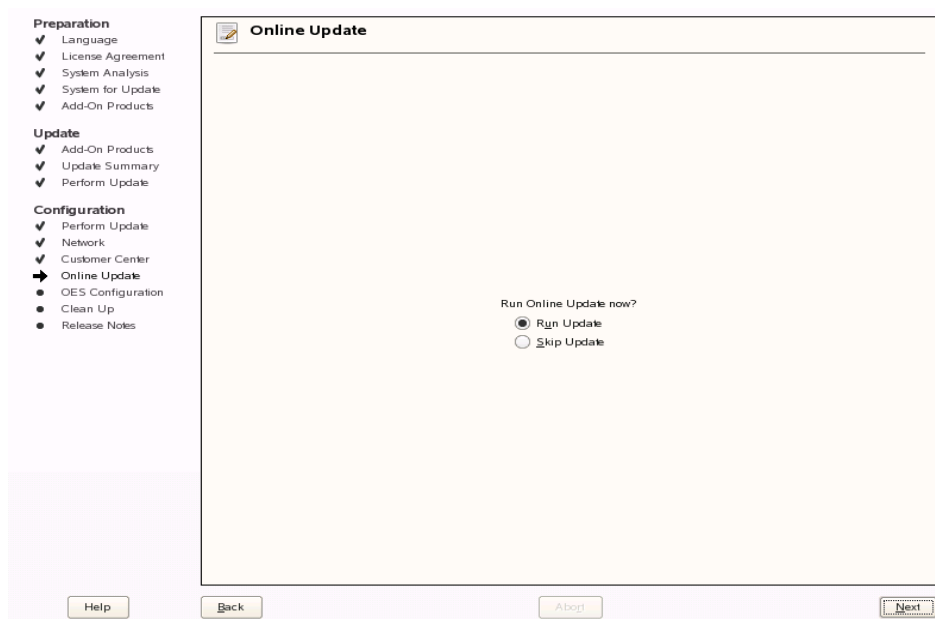 Preparation
Language
License Agreement
System Analysis
System for Update
Add-On Products
Update
Add-On Products
Update Summary
Perform Update
Configuration
Perform Update
Network
Customer Center
Online Update
OES Configuration
Clean Up
Release Notes
Online Update
Run Online Update now?
Run Update
Skip Update
Help
Back
Abort
Next